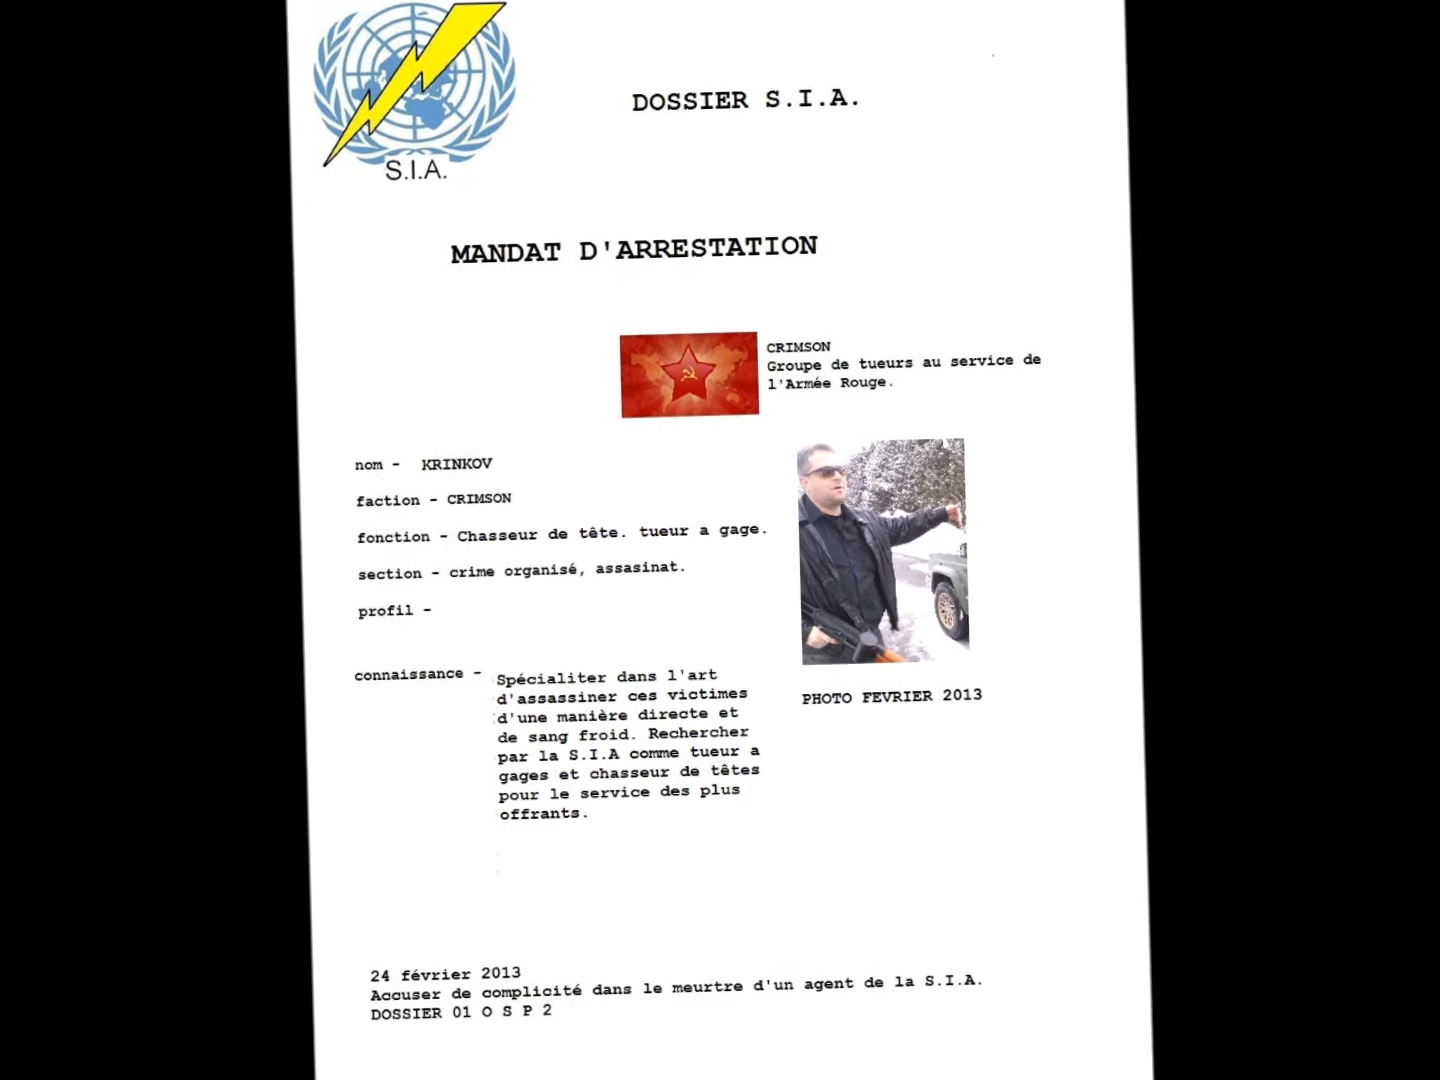 S.I.A.
DOSSIER S.I.A.
MANDAT D'ARRESTATION
CRIMSON
Groupe de tueurs au service de
l'Armée Rouge.
nom - KRINKOV
faction - CRIMSON
fonction - Chasseur de tête. tueur a gage.
section - crime organisé, assasinat.
profil -
connaissance -
Spécialiter dans l'art
d'assassiner ces victimes
d'une manière directe et
de sang froid. Rechercher
par la S.I.A comme tueur a
gages et chasseur de têtes
pour le service des plus
offrants.
PHOTO FEVRIER 2013
24 février 2013
Accuser de complicité dans le meurtre d'un agent de la S.I.A.
DOSSIER 01 O S P 2